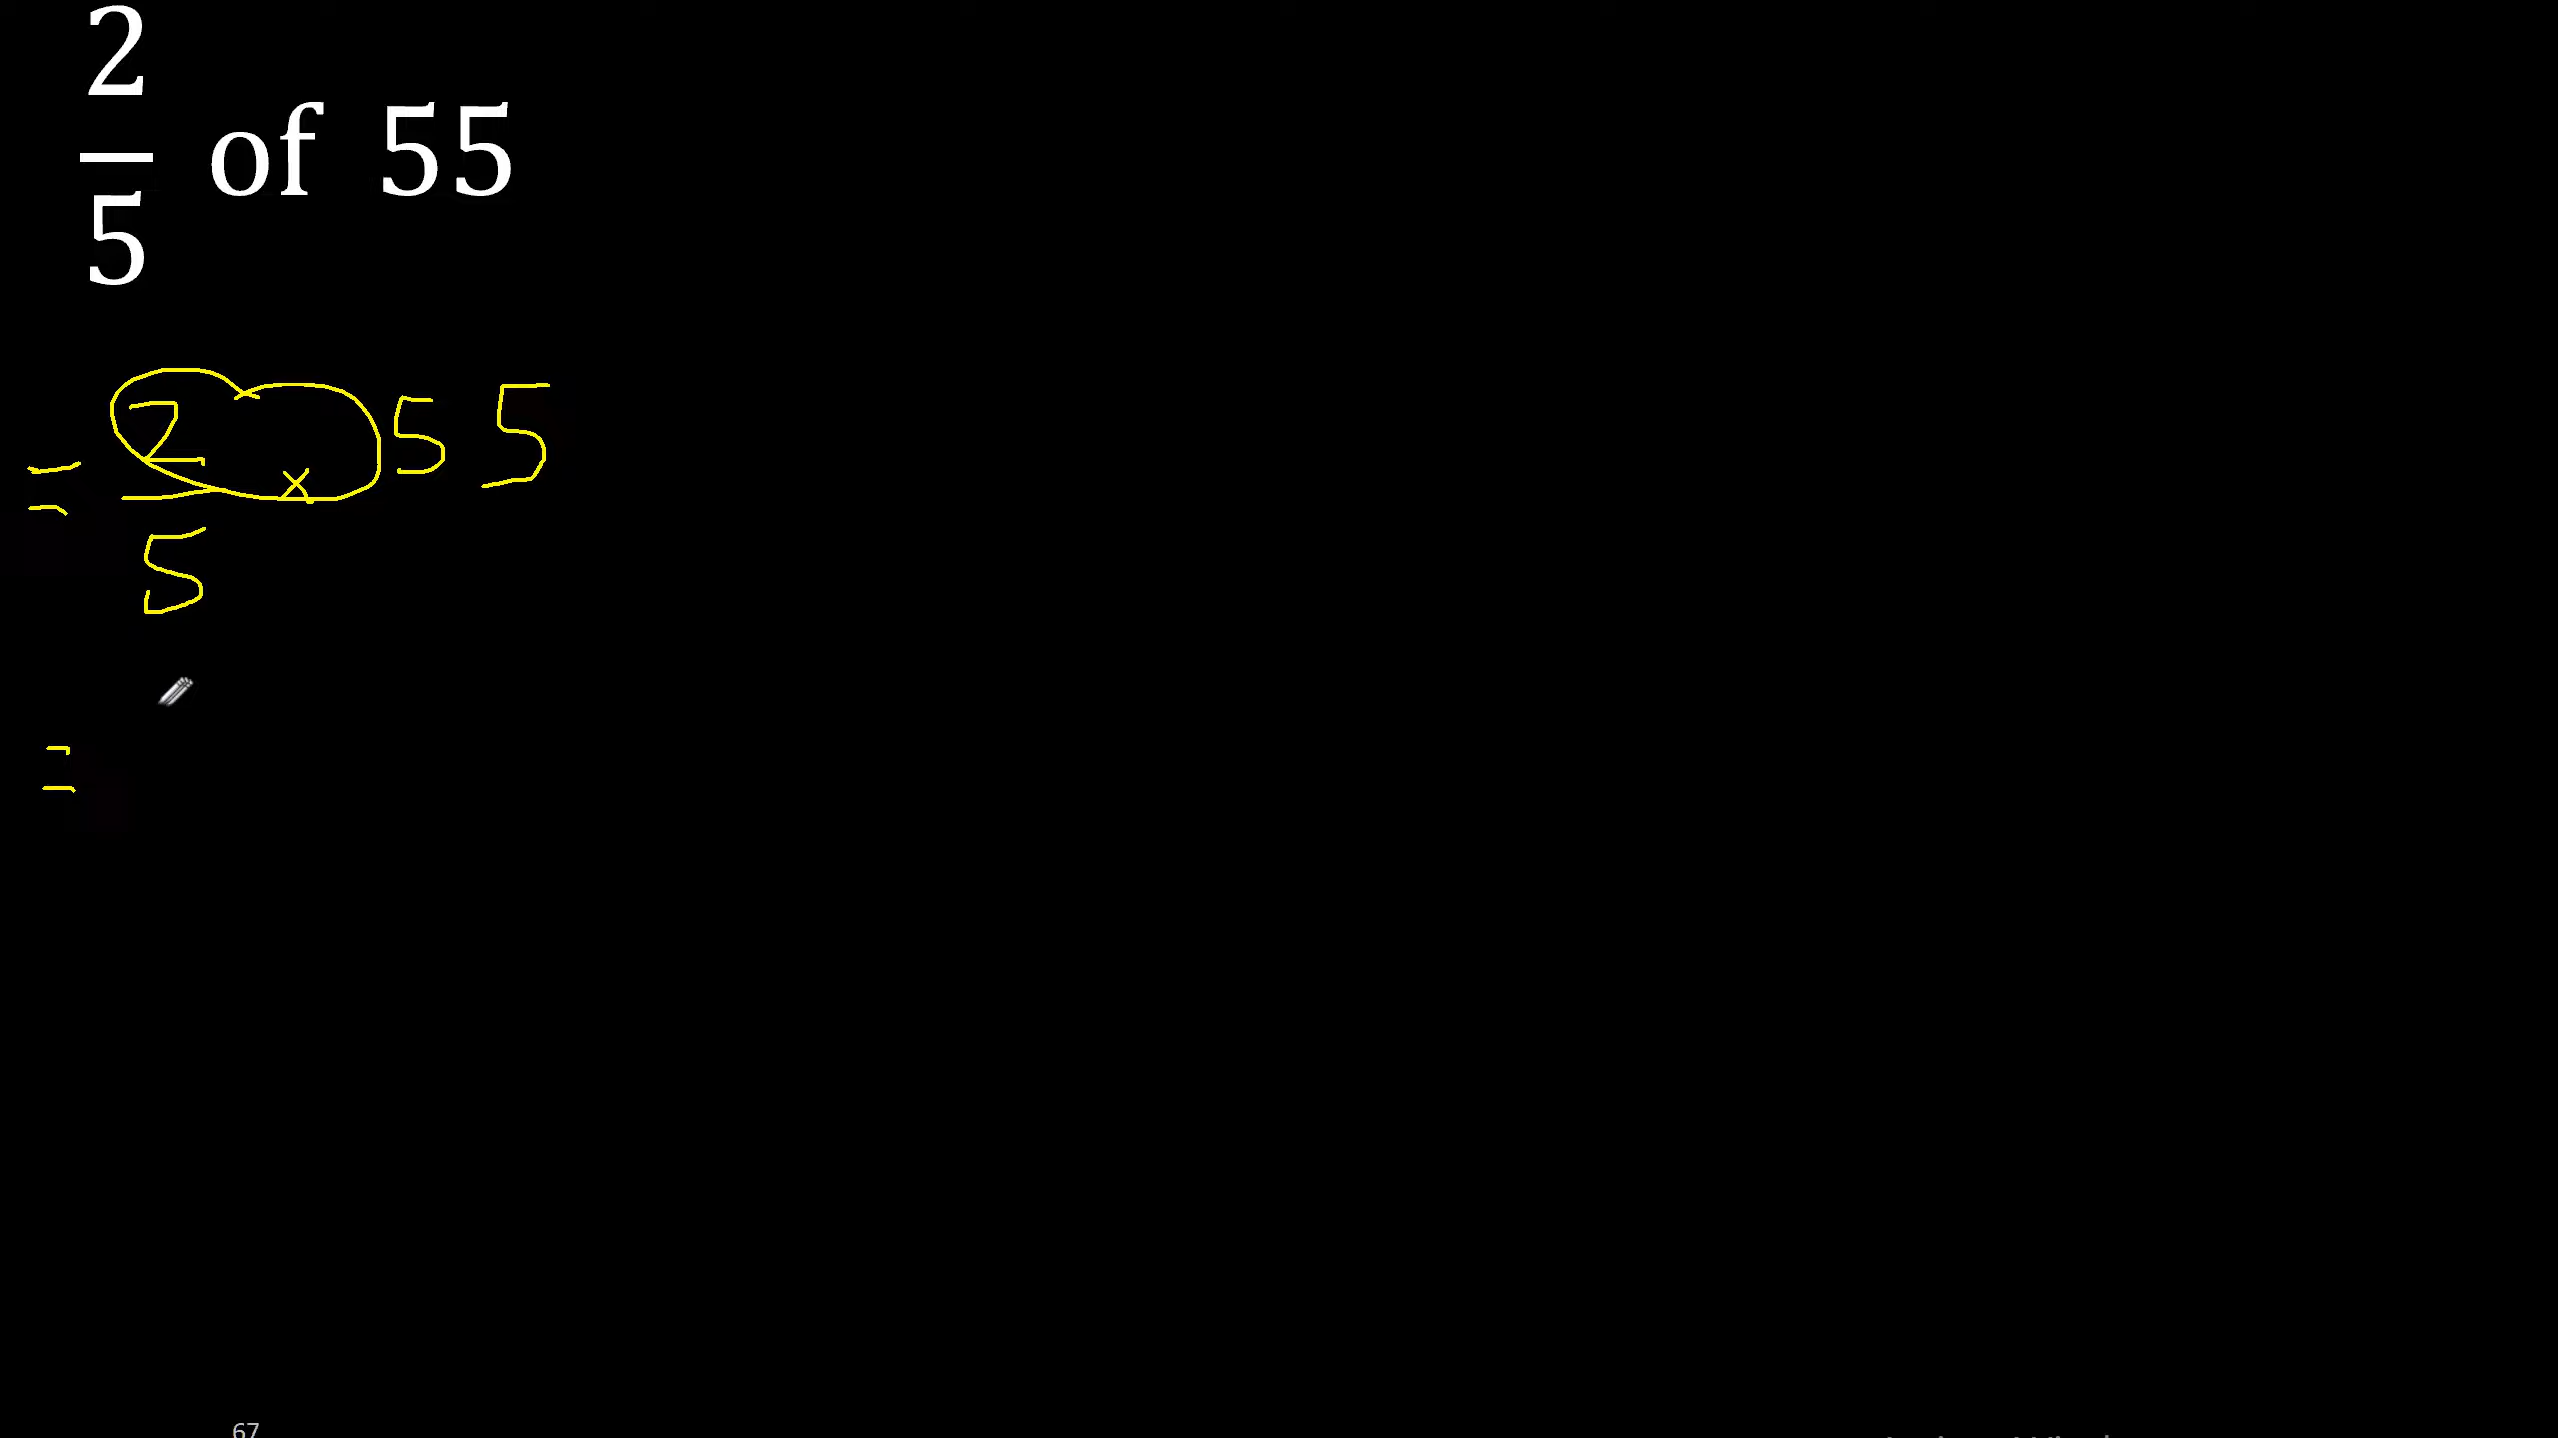 2/5 of 55
= 2/5 × 55
=
67